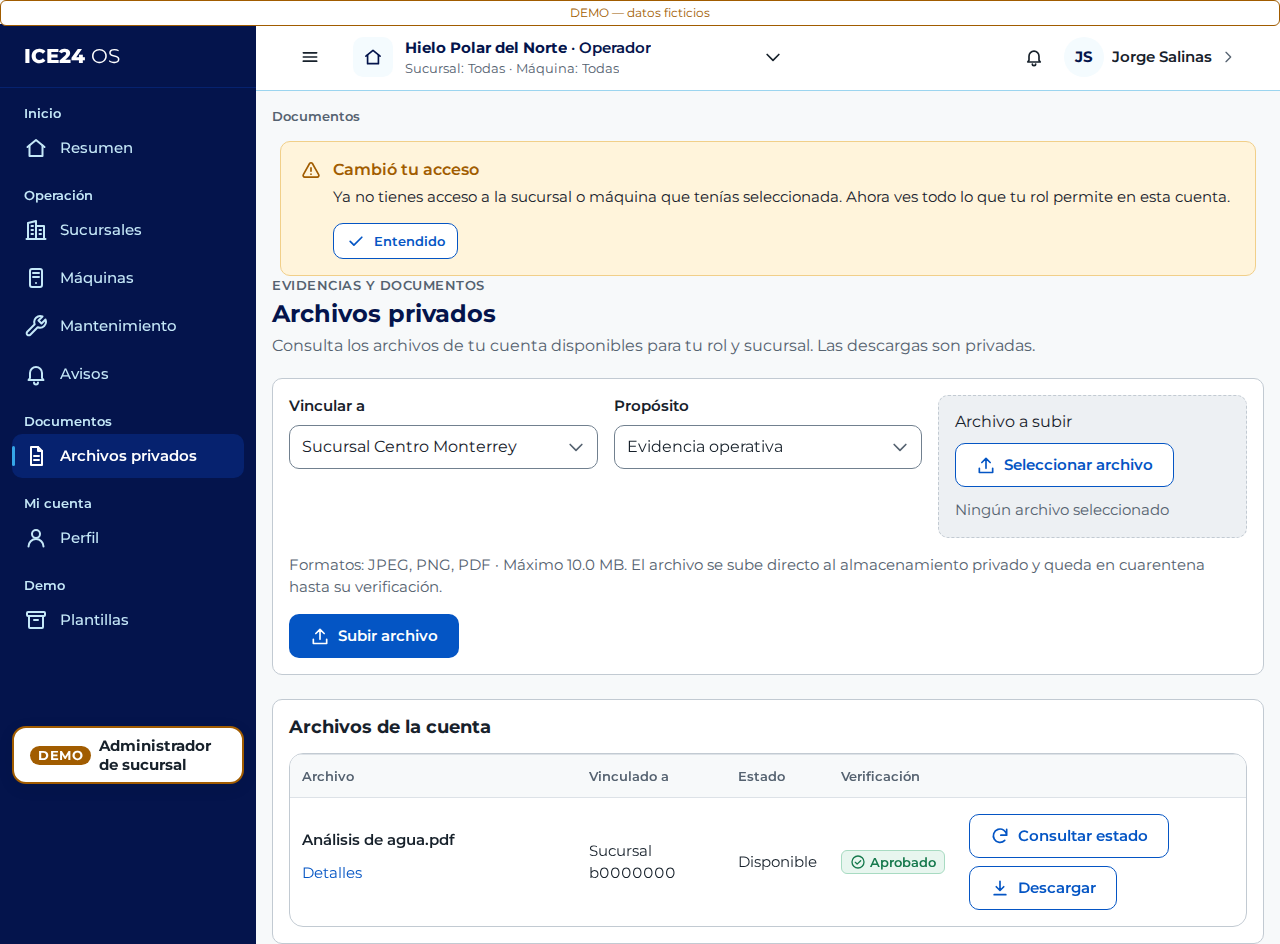 DEMO — datos ficticios
ICE24 OS
Inicio
Resumen
Operación
Sucursales
Máquinas
Mantenimiento
Avisos
Documentos
Archivos privados
Mi cuenta
Perfil
Demo
Plantillas
DEMO
Administrador
de sucursal
Hielo Polar del Norte · Operador
Sucursal: Todas · Máquina: Todas
JS
Jorge Salinas
Documentos
Cambió tu acceso
Ya no tienes acceso a la sucursal o máquina que tenías seleccionada. Ahora ves todo lo que tu rol permite en esta cuenta.
Entendido
EVIDENCIAS Y DOCUMENTOS
Archivos privados
Consulta los archivos de tu cuenta disponibles para tu rol y sucursal. Las descargas son privadas.
Vincular a
Sucursal Centro Monterrey
Propósito
Evidencia operativa
Archivo a subir
Seleccionar archivo
Ningún archivo seleccionado
Formatos: JPEG, PNG, PDF · Máximo 10.0 MB. El archivo se sube directo al almacenamiento privado y queda en cuarentena
hasta su verificación.
Subir archivo
Archivos de la cuenta
Archivo Vinculado a Estado Verificación
Análisis de agua.pdf
Detalles
Sucursal
b0000000
Disponible
Aprobado
Consultar estado
Descargar